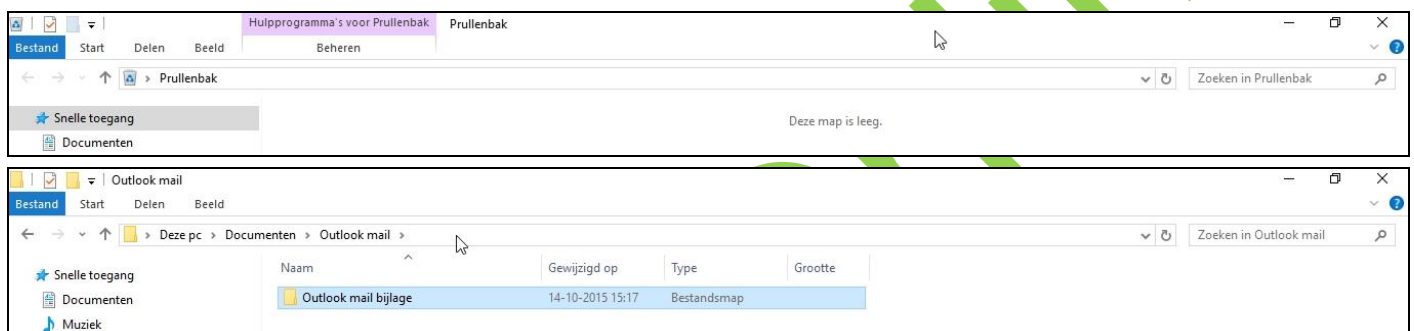 Hulpprogramma's voor Prullenbak Prullenbak
Bestand Start Delen Beeld Beheren
Prullenbak Zoeken in Prullenbak
Snelle toegang Deze map is leeg.
Documenten
Outlook mail
Bestand Start Delen Beeld
Deze pc > Documenten > Outlook mail > Zoeken in Outlook mail
Snelle toegang Naam Gewijzigd op Type Grootte
Documenten Outlook mail bijlage 14-10-2015 15:17 Bestandsmap
Muziek